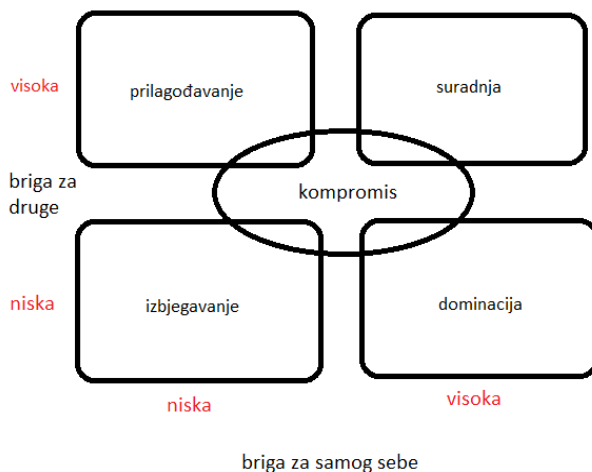 visoka
prilagođavanje
suradnja
briga za
druge
kompromis
niska
izbjegavanje
dominacija
niska
visoka
briga za samog sebe